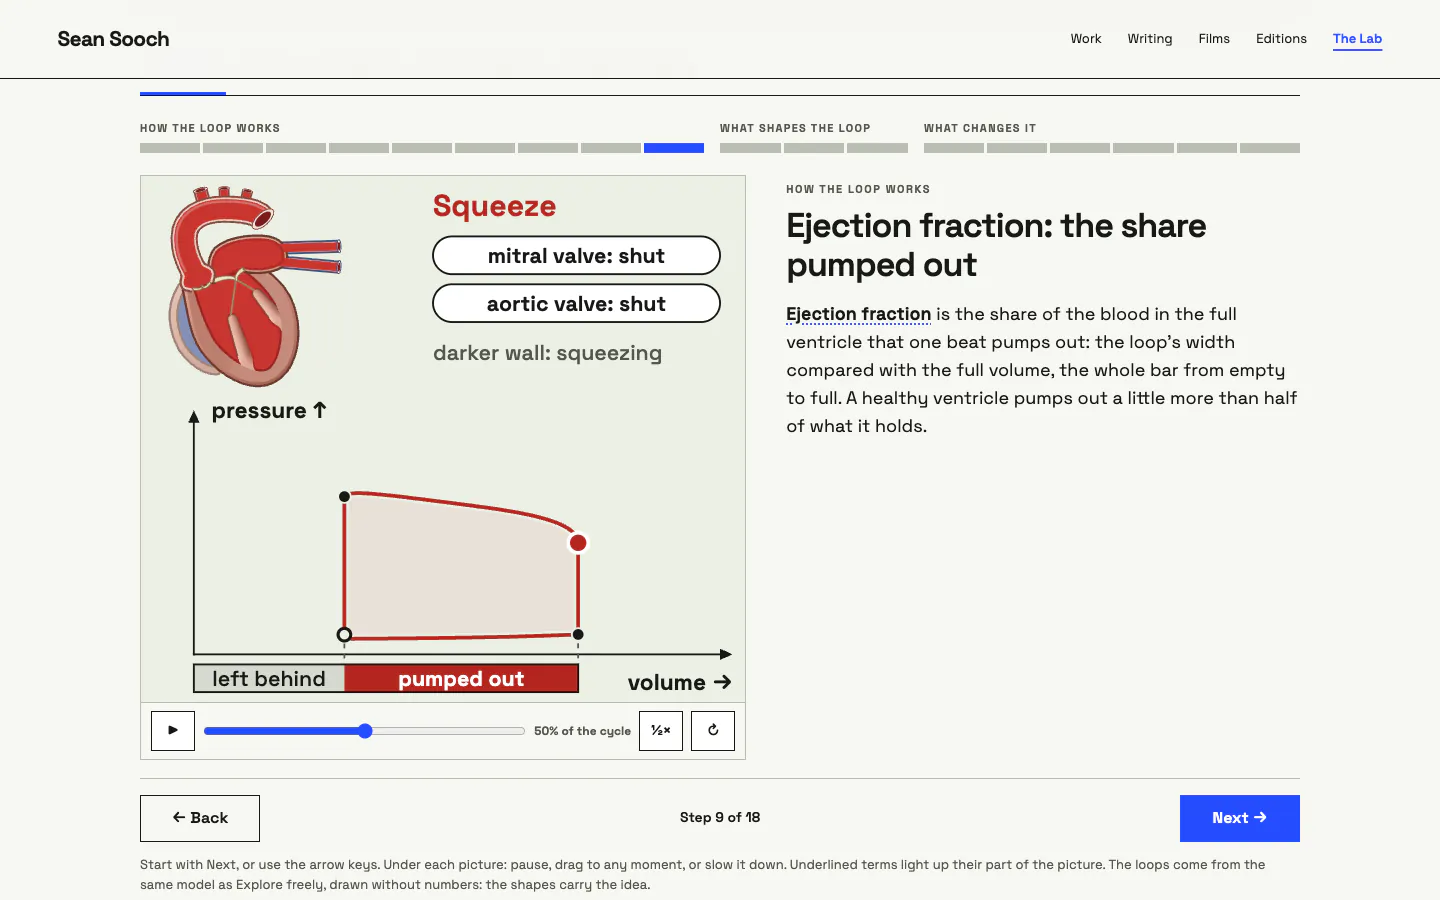 Sean Sooch
Work
Writing
Films
Editions
The Lab
HOW THE LOOP WORKS
WHAT SHAPES THE LOOP
WHAT CHANGES IT
Squeeze
mitral valve: shut
aortic valve: shut
darker wall: squeezing
pressure ↑
left behind
pumped out
volume →
50% of the cycle
½×
HOW THE LOOP WORKS
Ejection fraction: the share
pumped out
Ejection fraction is the share of the blood in the full
ventricle that one beat pumps out: the loop’s width
compared with the full volume, the whole bar from empty
to full. A healthy ventricle pumps out a little more than half
of what it holds.
← Back
Step 9 of 18
Next →
Start with Next, or use the arrow keys. Under each picture: pause, drag to any moment, or slow it down. Underlined terms light up their part of the picture. The loops come from the
same model as Explore freely, drawn without numbers: the shapes carry the idea.